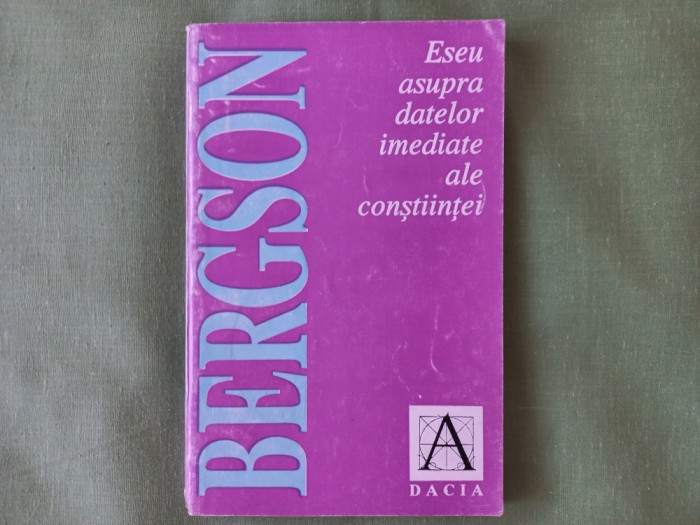 BERGSON
Eseu
asupra
datelor
imediate
ale
conştiinţei
A
DACIA